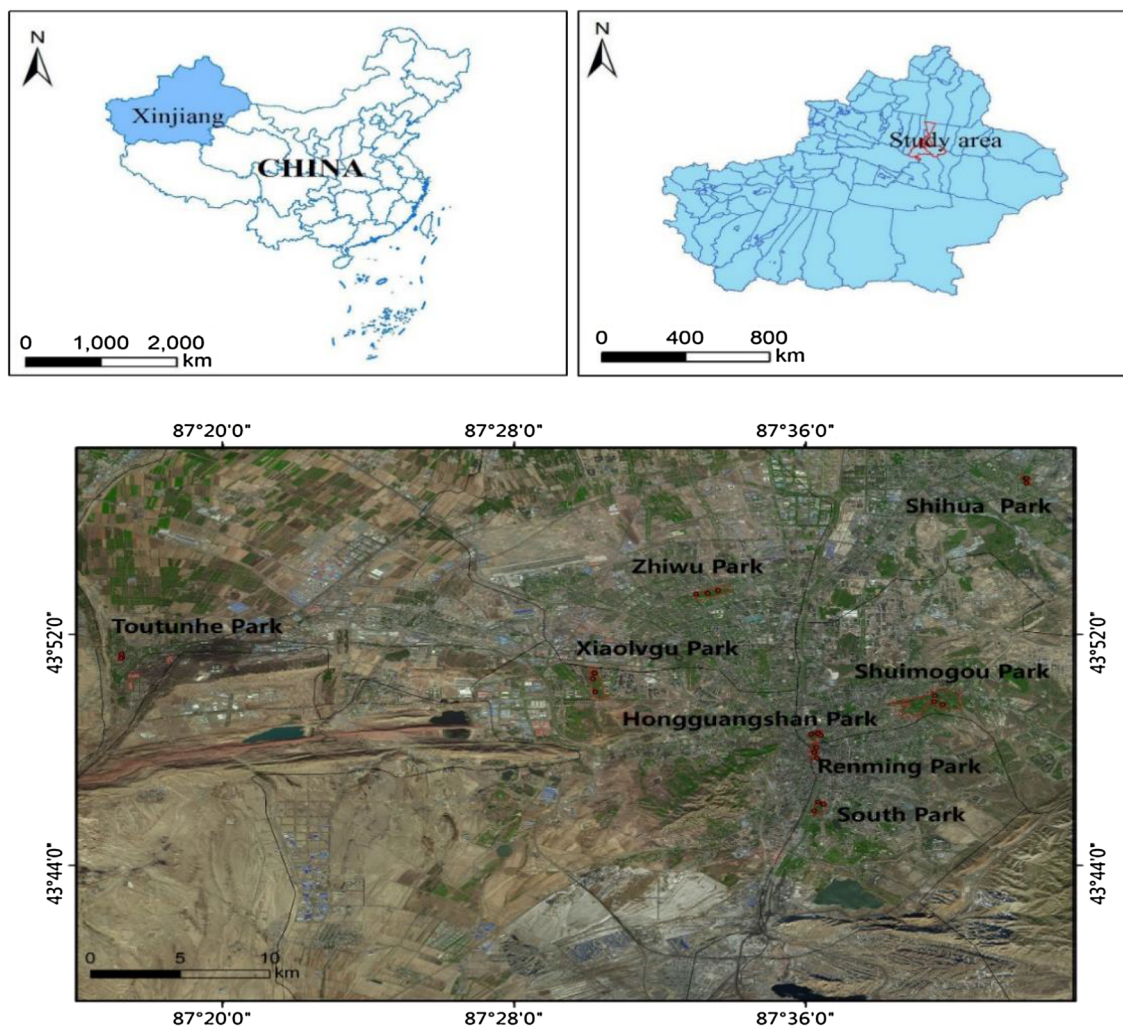 N
Xinjiang
CHINA
0 1,000 2,000
km
N
Study area
0 400 800
km
87°20'0" 87°28'0" 87°36'0"
Shihua Park
Zhiwu Park
43°52'0" Toutunhe Park 43°52'0"
Xiaolvgu Park
Shuimogou Park
Hongguangshan Park
Renming Park
South Park
43°44'0" 43°44'0"
0 5 10
km
87°20'0" 87°28'0" 87°36'0"